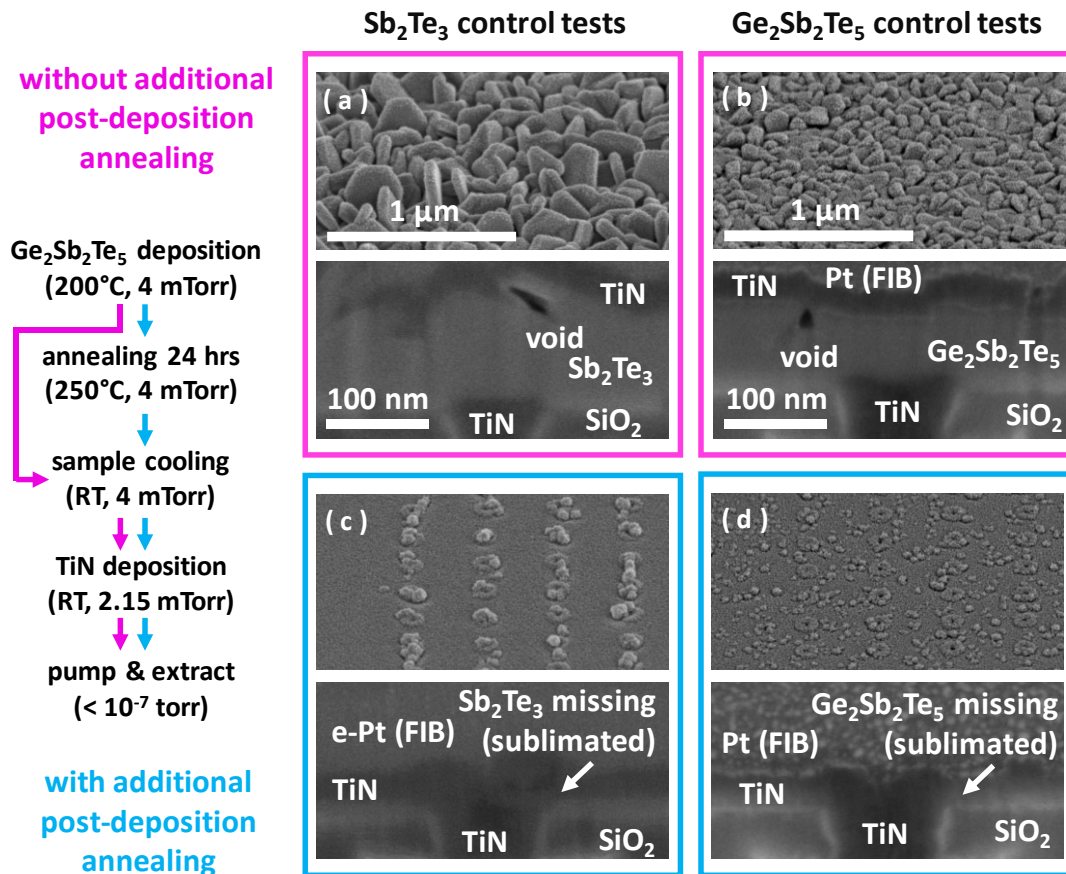 Sb₂Te₃ control tests
Ge₂Sb₂Te₅ control tests
without additional
post-deposition
annealing
Ge₂Sb₂Te₅ deposition
(200°C, 4 mTorr)
annealing 24 hrs
(250°C, 4 mTorr)
sample cooling
(RT, 4 mTorr)
TiN deposition
(RT, 2.15 mTorr)
pump & extract
(< 10⁻⁷ torr)
with additional
post-deposition
annealing
( a )
1 µm
TiN
void
Sb₂Te₃
100 nm
TiN
SiO₂
( b )
1 µm
TiN
Pt (FIB)
void
Ge₂Sb₂Te₅
100 nm
TiN
SiO₂
( c )
Sb₂Te₃ missing
e-Pt (FIB)
(sublimated)
TiN
TiN
SiO₂
( d )
Ge₂Sb₂Te₅ missing
Pt (FIB)
(sublimated)
TiN
TiN
SiO₂